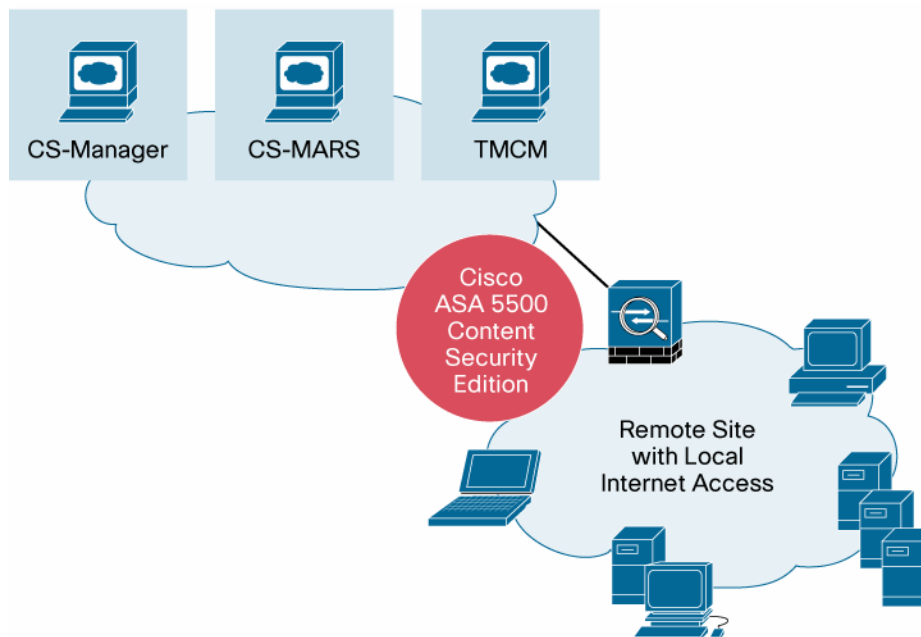 CS-Manager
CS-MARS
TMCM
Cisco
ASA 5500
Content
Security
Edition
Remote Site
with Local
Internet Access